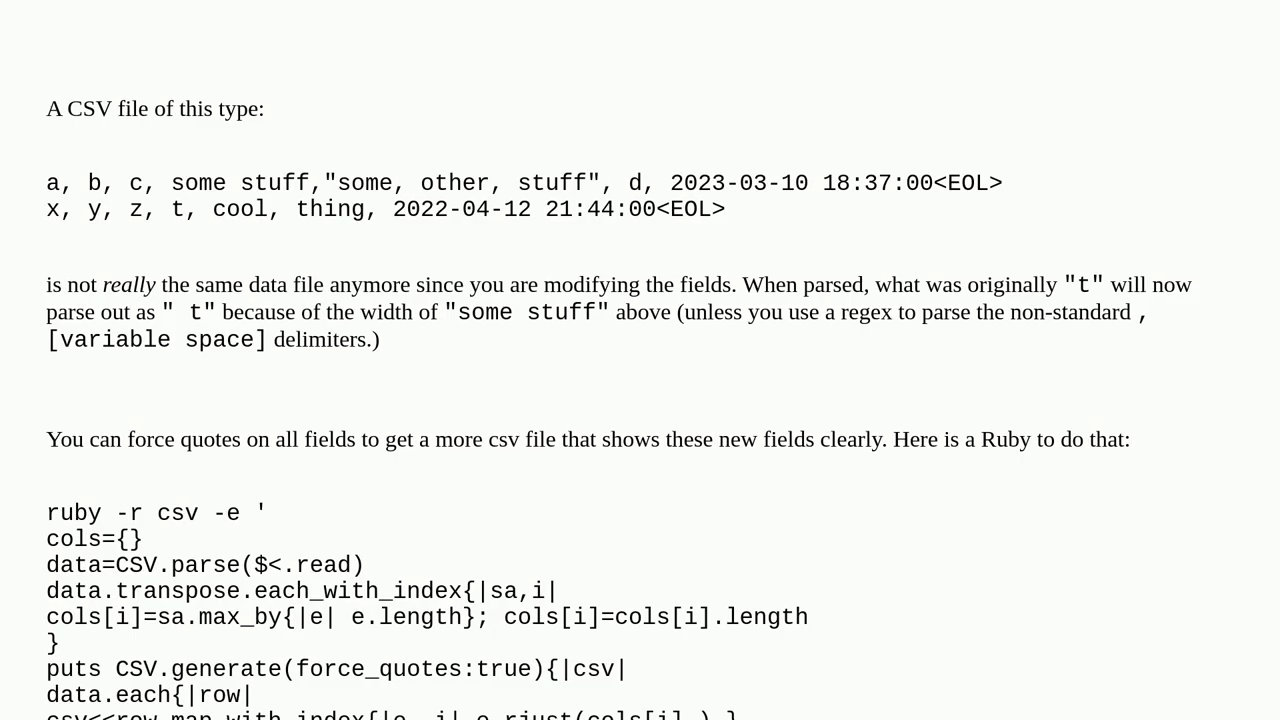 A CSV file of this type:
a, b, c, some stuff,"some, other, stuff", d, 2023-03-10 18:37:00<EOL>
x, y, z, t, cool, thing, 2022-04-12 21:44:00<EOL>
is not really the same data file anymore since you are modifying the fields. When parsed, what was originally "t" will now
parse out as " t" because of the width of "some stuff" above (unless you use a regex to parse the non-standard ,
[variable space] delimiters.)
You can force quotes on all fields to get a more csv file that shows these new fields clearly. Here is a Ruby to do that:
ruby -r csv -e '
cols={}
data=CSV.parse($<.read)
data.transpose.each_with_index{|sa,i|
cols[i]=sa.max_by{|e| e.length}; cols[i]=cols[i].length
}
puts CSV.generate(force_quotes:true){|csv|
data.each{|row|
csv<<row.map.with_index{|e, i| e.rjust(cols[i] ) }